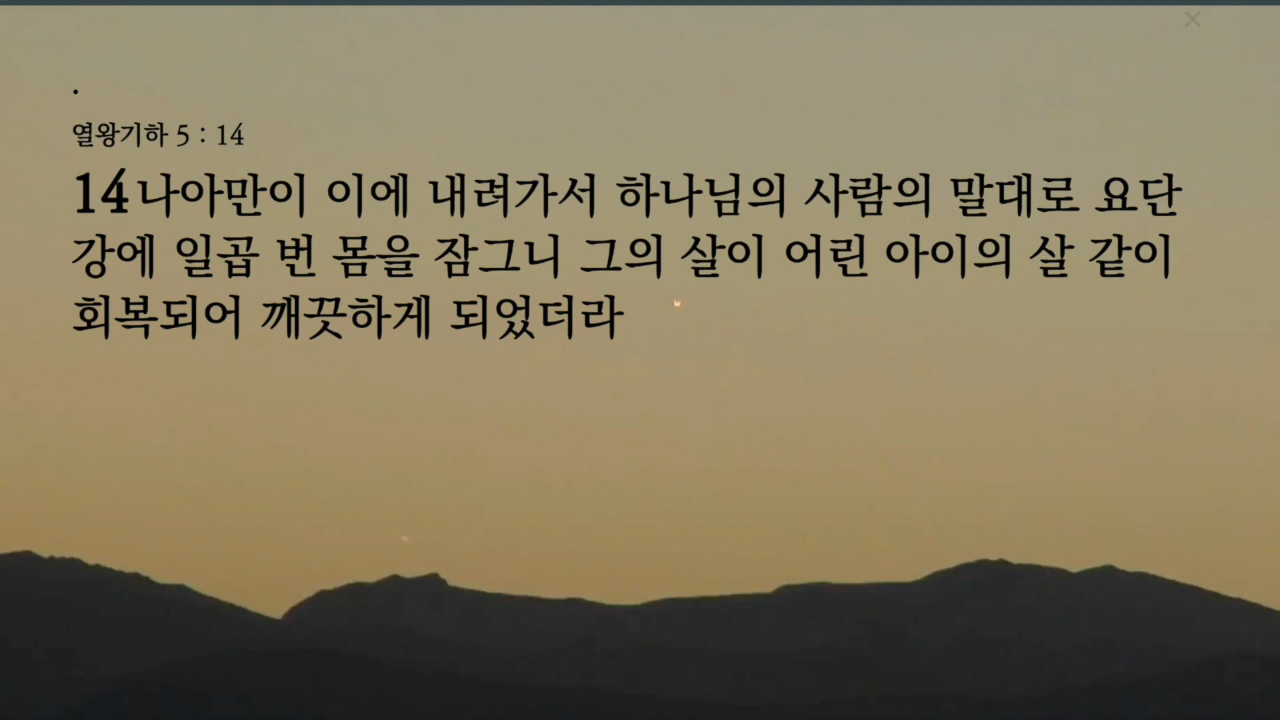 .
열왕기하 5 : 14
14나아만이 이에 내려가서 하나님의 사람의 말대로 요단
강에 일곱 번 몸을 잠그니 그의 살이 어린 아이의 살 같이
회복되어 깨끗하게 되었더라